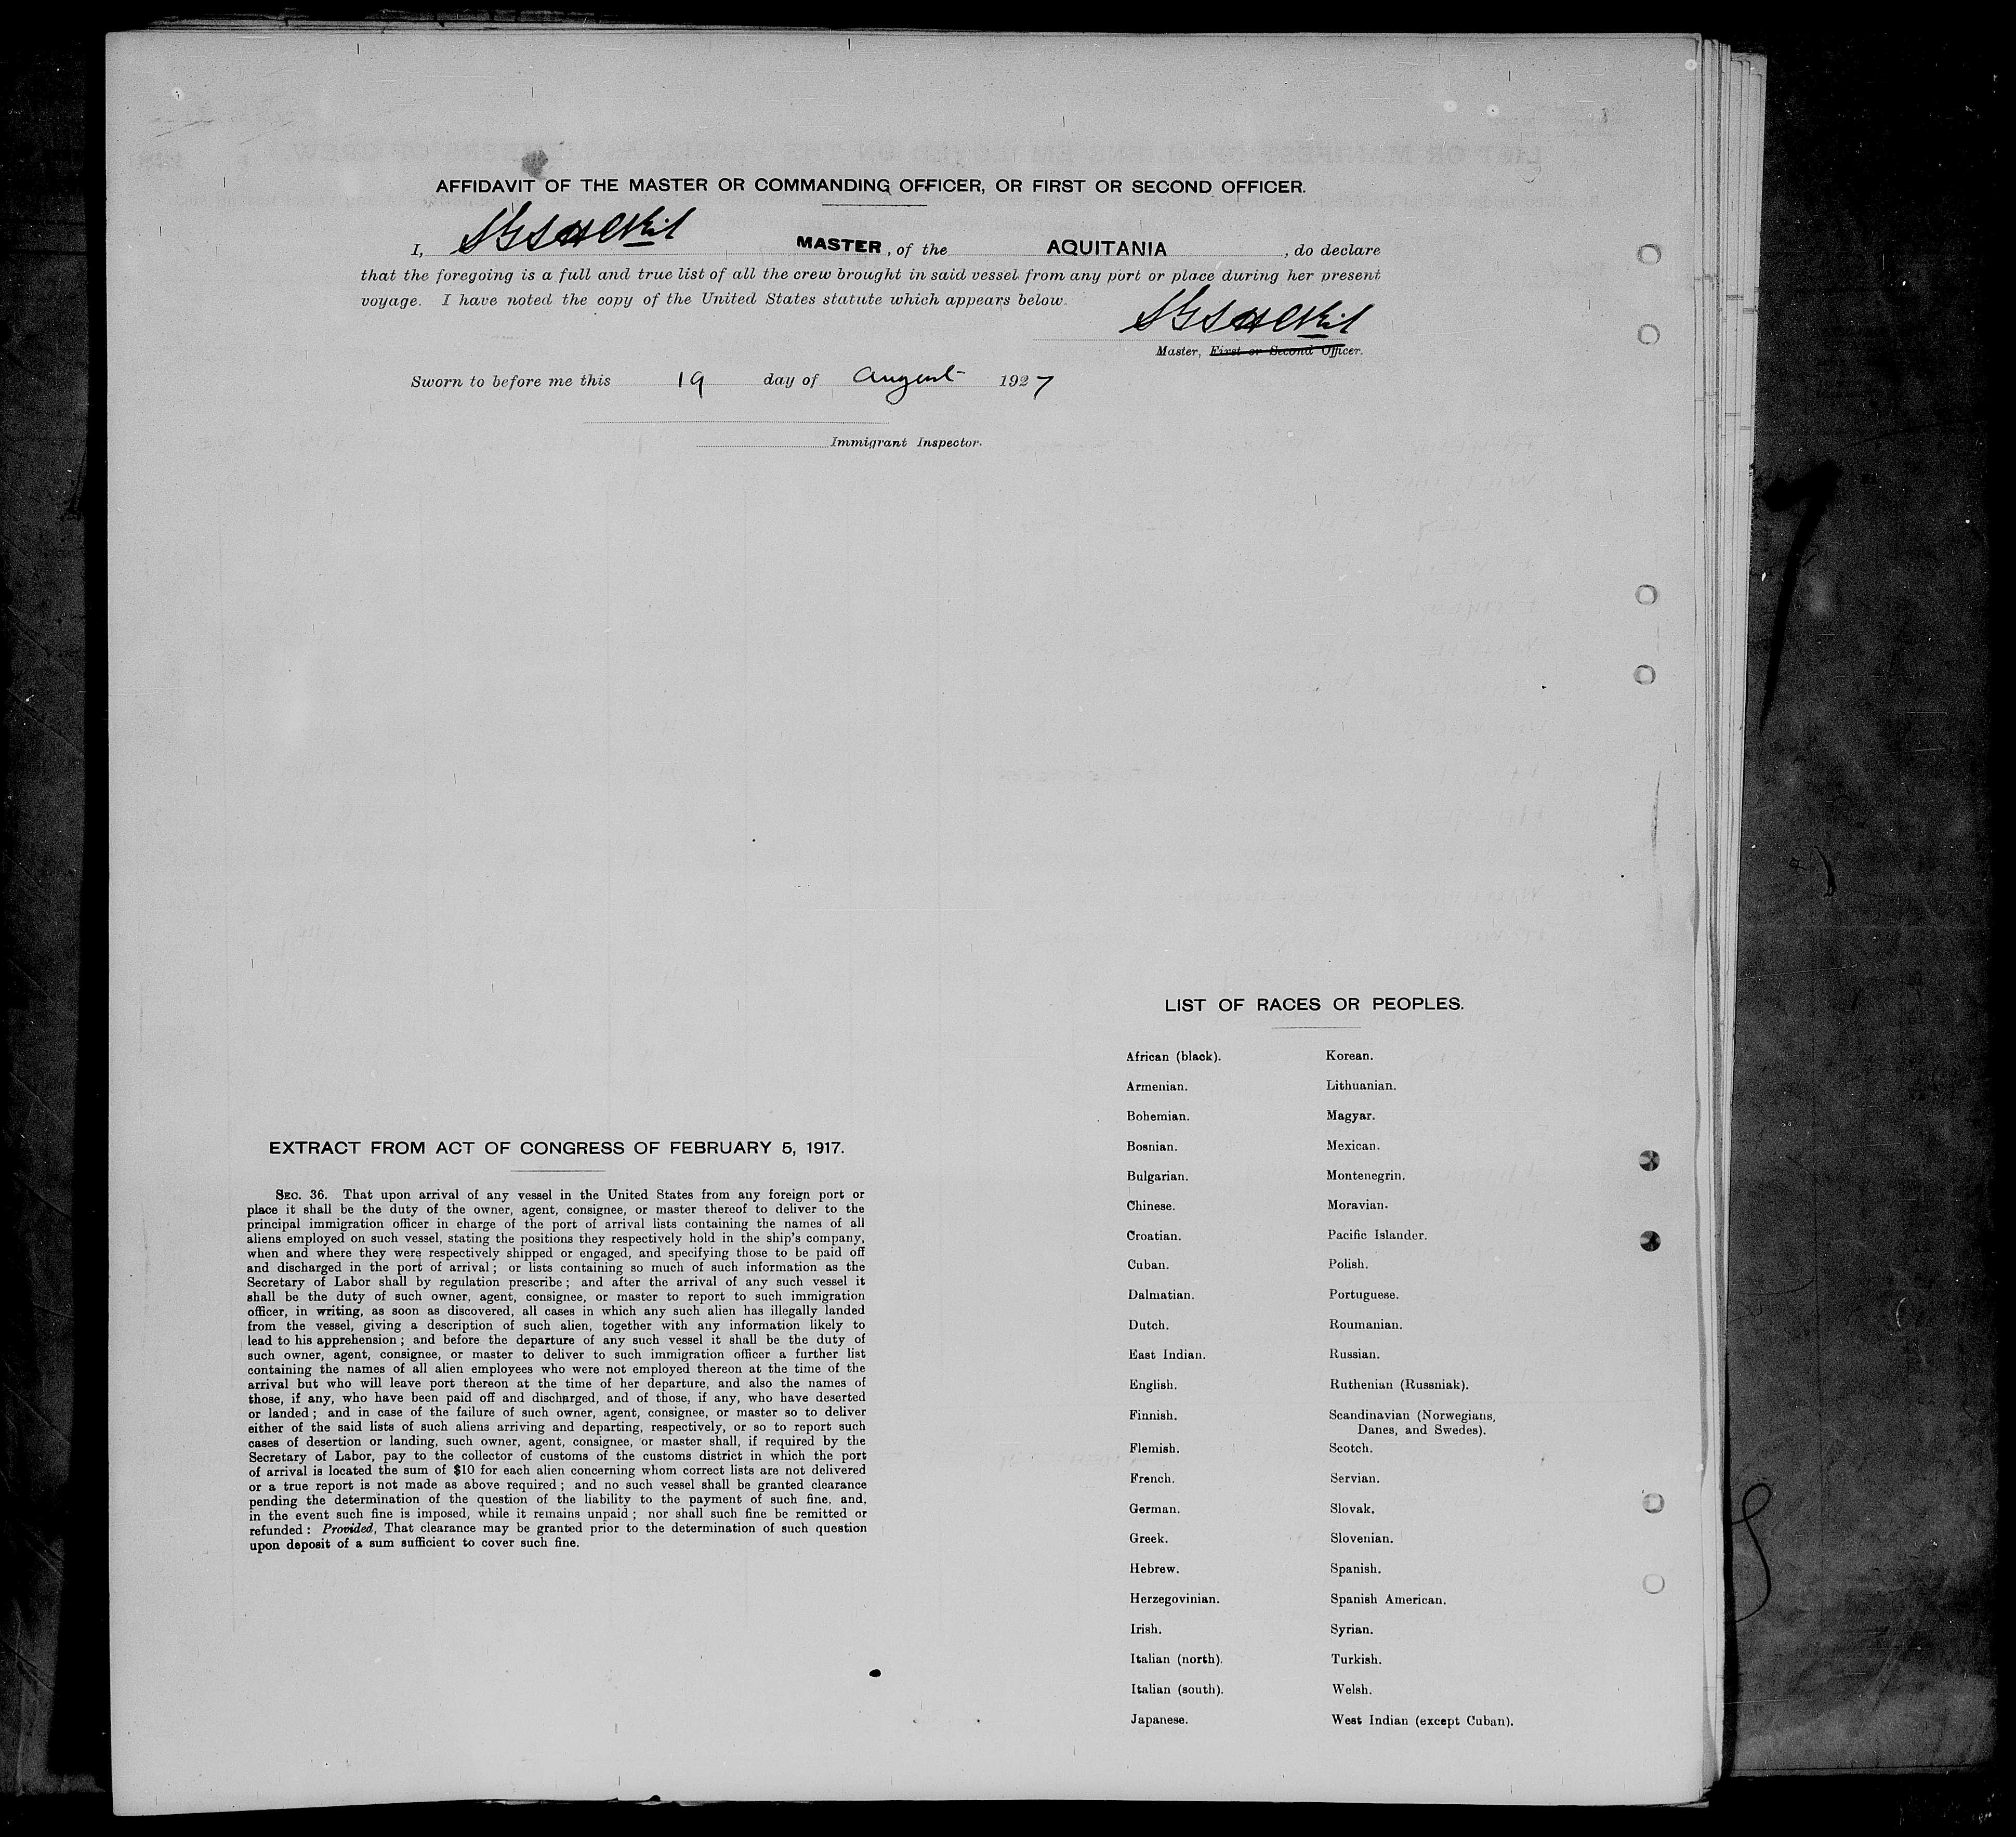 AFFIDAVIT OF THE MASTER OR COMMANDING OFFICER, OR FIRST OR SECOND OFFICER.
I, MASTER, of the AQUITANIA, do declare
that the foregoing is a full and true list of all the crew brought in said vessel from any port or place during her present
voyage. I have noted the copy of the United States statute which appears below.
Master, First or Second Officer.
Sworn to before me this 19 day of August 1927
Immigrant Inspector.
EXTRACT FROM ACT OF CONGRESS OF FEBRUARY 5, 1917.
SEC. 36. That upon arrival of any vessel in the United States from any foreign port or
place it shall be the duty of the owner, agent, consignee, or master thereof to deliver to the
principal immigration officer in charge of the port of arrival lists containing the names of all
aliens employed on such vessel, stating the positions they respectively hold in the ship's company,
when and where they were respectively shipped or engaged, and specifying those to be paid off
and discharged in the port of arrival; or lists containing so much of such information as the
Secretary of Labor shall by regulation prescribe; and after the arrival of any such vessel it
shall be the duty of such owner, agent, consignee, or master to report to such immigration
officer, in writing, as soon as discovered, all cases in which any such alien has illegally landed
from the vessel, giving a description of such alien, together with any information likely to
lead to his apprehension; and before the departure of any such vessel it shall be the duty of
such owner, agent, consignee, or master to deliver to such immigration officer a further list
containing the names of all alien employees who were not employed thereon at the time of the
arrival but who will leave port thereon at the time of her departure, and also the names of
those, if any, who have been paid off and discharged, and of those, if any, who have deserted
or landed; and in case of the failure of such owner, agent, consignee, or master so to deliver
either of the said lists of such aliens arriving and departing, respectively, or so to report such
cases of desertion or landing, such owner, agent, consignee, or master shall, if required by the
Secretary of Labor, pay to the collector of customs of the customs district in which the port
of arrival is located the sum of $10 for each alien concerning whom correct lists are not delivered
or a true report is not made as above required; and no such vessel shall be granted clearance
pending the determination of the question of the liability to the payment of such fine, and,
in the event such fine is imposed, while it remains unpaid; nor shall such fine be remitted or
refunded: Provided, That clearance may be granted prior to the determination of such question
upon deposit of a sum sufficient to cover such fine.
LIST OF RACES OR PEOPLES.
African (black).
Armenian.
Bohemian.
Bosnian.
Bulgarian.
Chinese.
Croatian.
Cuban.
Dalmatian.
Dutch.
East Indian.
English.
Finnish.
Flemish.
French.
German.
Greek.
Hebrew.
Herzegovinian.
Irish.
Italian (north).
Italian (south).
Japanese.
Korean.
Lithuanian.
Magyar.
Mexican.
Montenegrin.
Moravian.
Pacific Islander.
Polish.
Portuguese.
Roumanian.
Russian.
Ruthenian (Russniak).
Scandinavian (Norwegians,
Danes, and Swedes).
Scotch.
Servian.
Slovak.
Slovenian.
Spanish.
Spanish American.
Syrian.
Turkish.
Welsh.
West Indian (except Cuban).